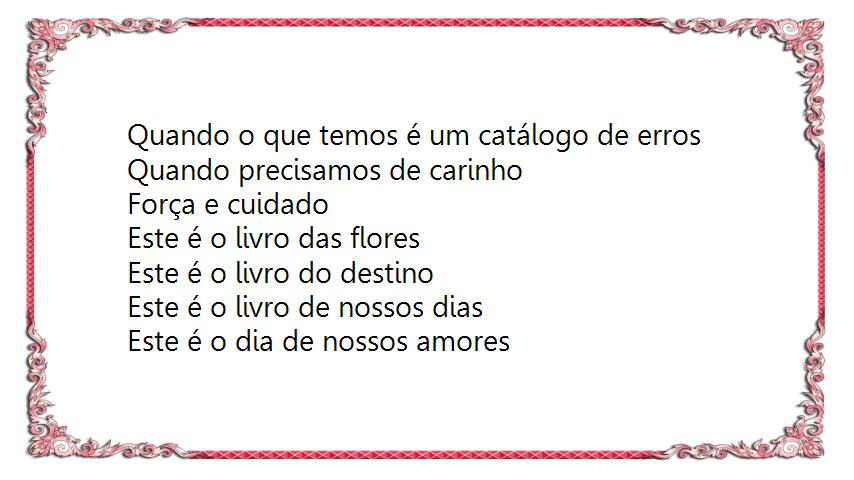 Quando o que temos é um catálogo de erros
Quando precisamos de carinho
Força e cuidado
Este é o livro das flores
Este é o livro do destino
Este é o livro de nossos dias
Este é o dia de nossos amores